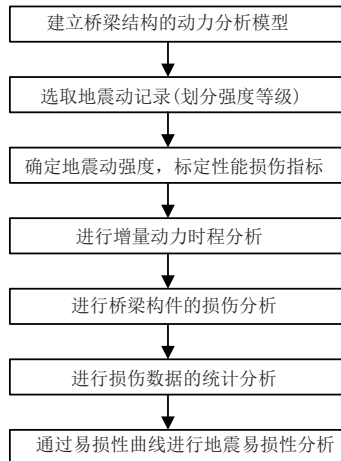 建立桥梁结构的动力分析模型
选取地震动记录(划分强度等级)
确定地震动强度，标定性能损伤指标
进行增量动力时程分析
进行桥梁构件的损伤分析
进行损伤数据的统计分析
通过易损性曲线进行地震易损性分析